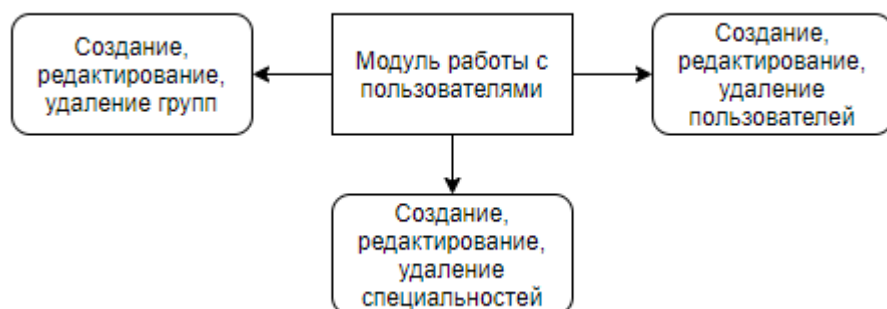 Создание,
редактирование,
удаление групп
Модуль работы с
пользователями
Создание,
редактирование,
удаление
пользователей
Создание,
редактирование,
удаление
специальностей